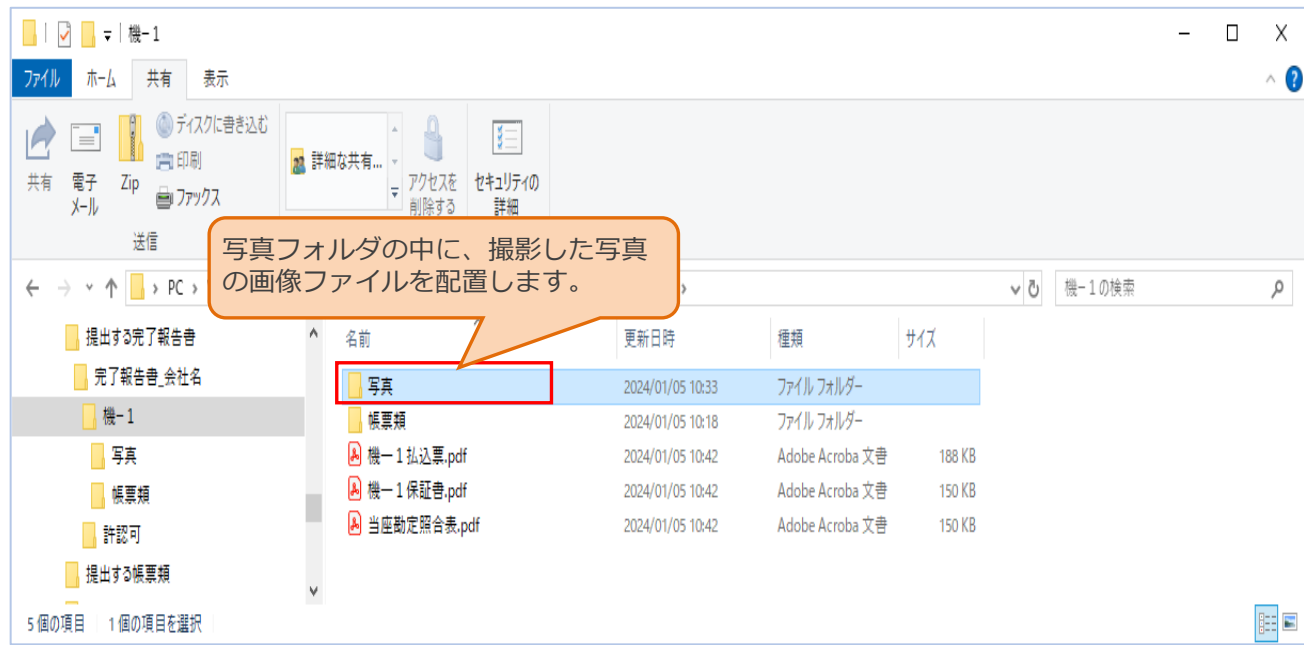 機−1
ファイル ホーム 共有 表示
ディスクに書き込む
印刷
ファックス
共有 電子メール Zip
詳細な共有...
アクセスを削除する
セキュリティの詳細
送信
写真フォルダの中に、撮影した写真
の画像ファイルを配置します。
PC
機−1の検索
提出する完了報告書
完了報告書_会社名
機−1
写真
帳票類
許認可
提出する帳票類
名前 更新日時 種類 サイズ
写真 2024/01/05 10:33 ファイル フォルダー
帳票類 2024/01/05 10:18 ファイル フォルダー
機ー1払込票.pdf 2024/01/05 10:42 Adobe Acroba 文書 188 KB
機ー1保証書.pdf 2024/01/05 10:42 Adobe Acroba 文書 150 KB
当座勘定照合表.pdf 2024/01/05 10:42 Adobe Acroba 文書 150 KB
5 個の項目 1 個の項目を選択